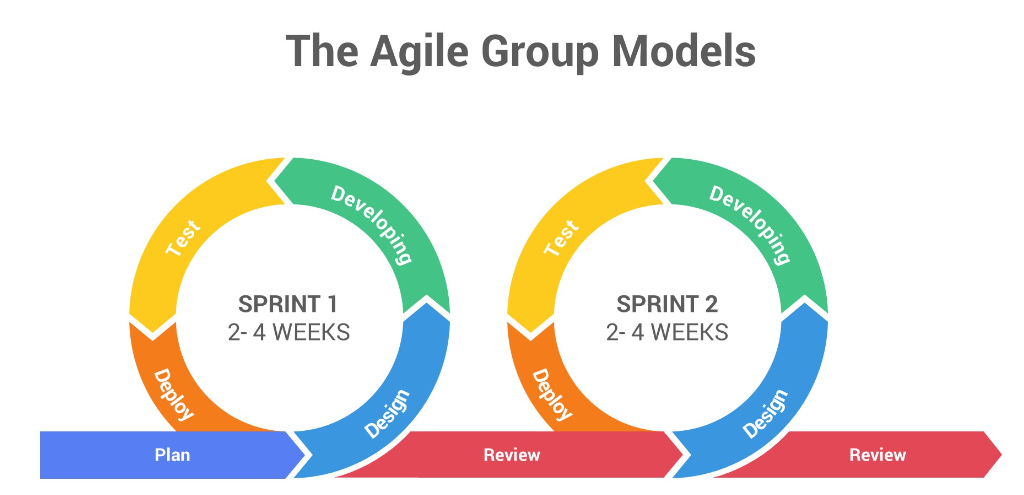 The Agile Group Models
Test
Developing
SPRINT 1
2- 4 WEEKS
Deploy
Design
Plan
Test
Developing
SPRINT 2
2- 4 WEEKS
Deploy
Design
Review
Review